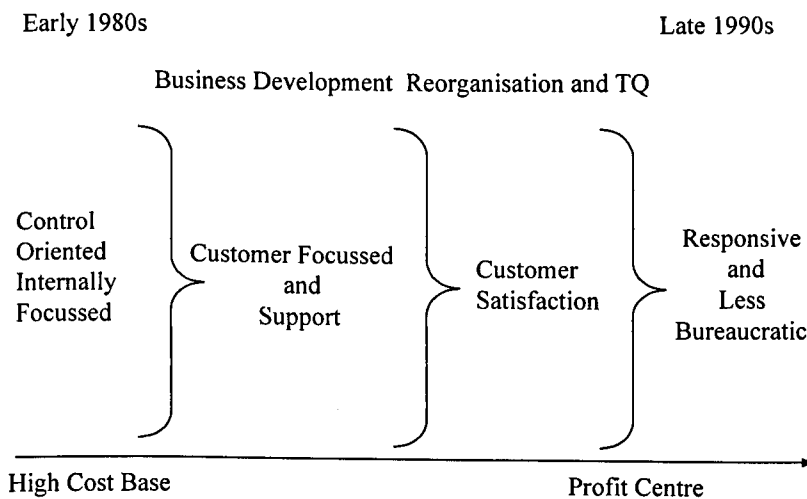 Early 1980s
Late 1990s
Business Development Reorganisation and TQ
Control
Oriented
Internally
Focussed
Customer Focussed
and
Support
Customer
Satisfaction
Responsive
and
Less
Bureaucratic
High Cost Base
Profit Centre